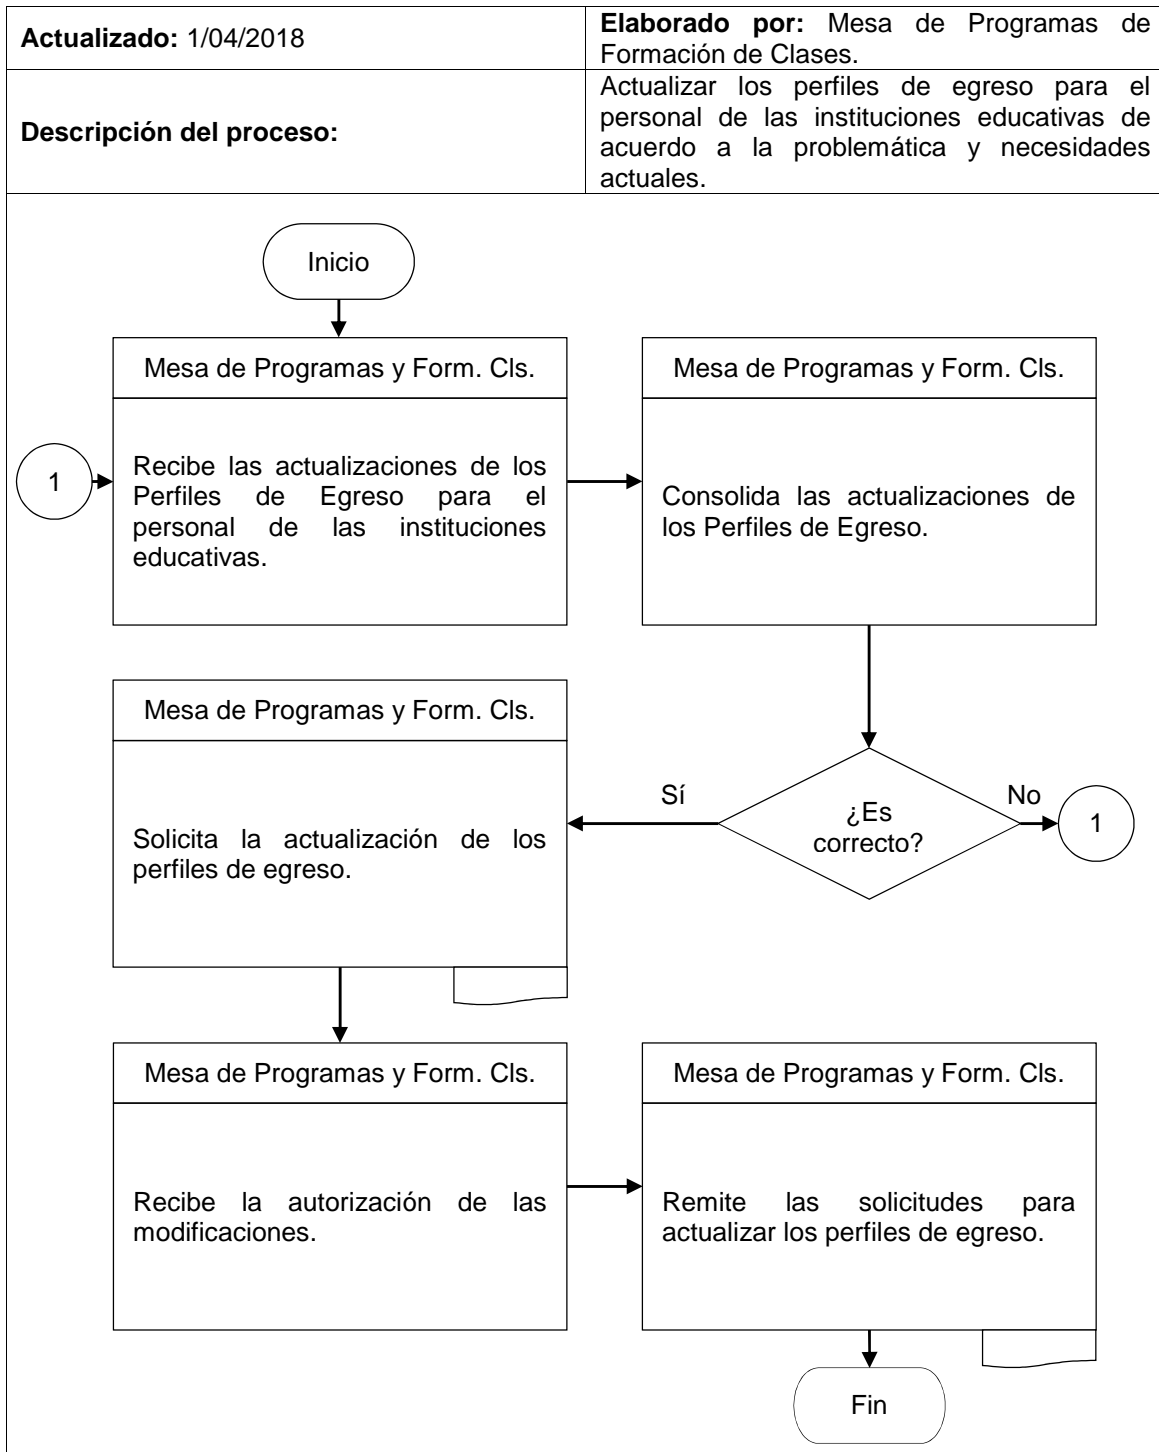 Actualizado: 1/04/2018
Elaborado por: Mesa de Programas de
Formación de Clases.
Descripción del proceso:
Actualizar los perfiles de egreso para el
personal de las instituciones educativas de
acuerdo a la problemática y necesidades
actuales.
Inicio
Mesa de Programas y Form. Cls.
1
Recibe las actualizaciones de los
Perfiles de Egreso para el
personal de las instituciones
educativas.
Mesa de Programas y Form. Cls.
Consolida las actualizaciones de
los Perfiles de Egreso.
¿Es
correcto?
No
1
Sí
Mesa de Programas y Form. Cls.
Solicita la actualización de los
perfiles de egreso.
Mesa de Programas y Form. Cls.
Recibe la autorización de las
modificaciones.
Mesa de Programas y Form. Cls.
Remite las solicitudes para
actualizar los perfiles de egreso.
Fin